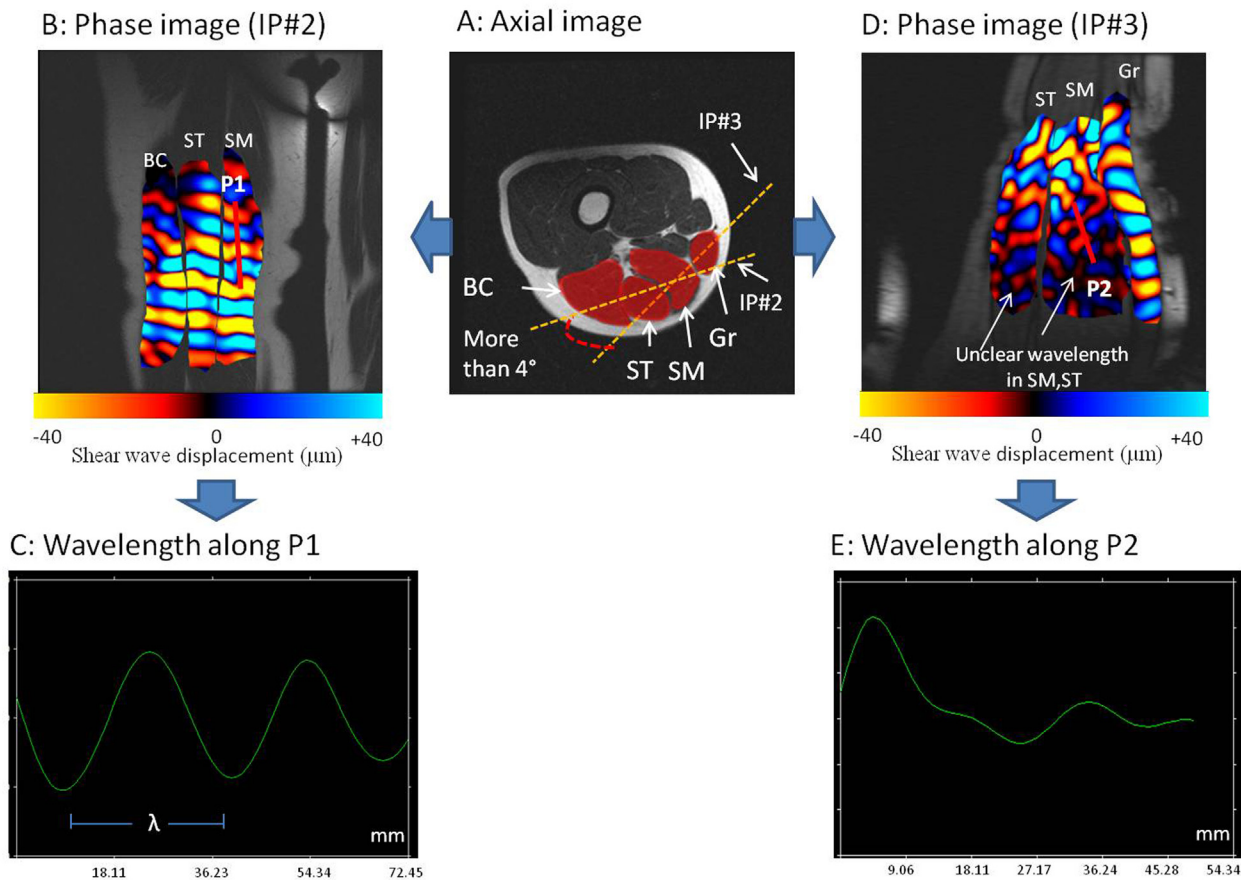 B: Phase image (IP#2)
BC
ST
SM
P1
-40
0
+40
Shear wave displacement (μm)
A: Axial image
IP#3
IP#2
BC
More
than 4°
ST
SM
Gr
D: Phase image (IP#3)
ST
SM
Gr
P2
Unclear wavelength
in SM,ST
-40
0
+40
Shear wave displacement (μm)
C: Wavelength along P1
λ
mm
18.11
36.23
54.34
72.45
E: Wavelength along P2
mm
9.06
18.11
27.17
36.24
45.28
54.34